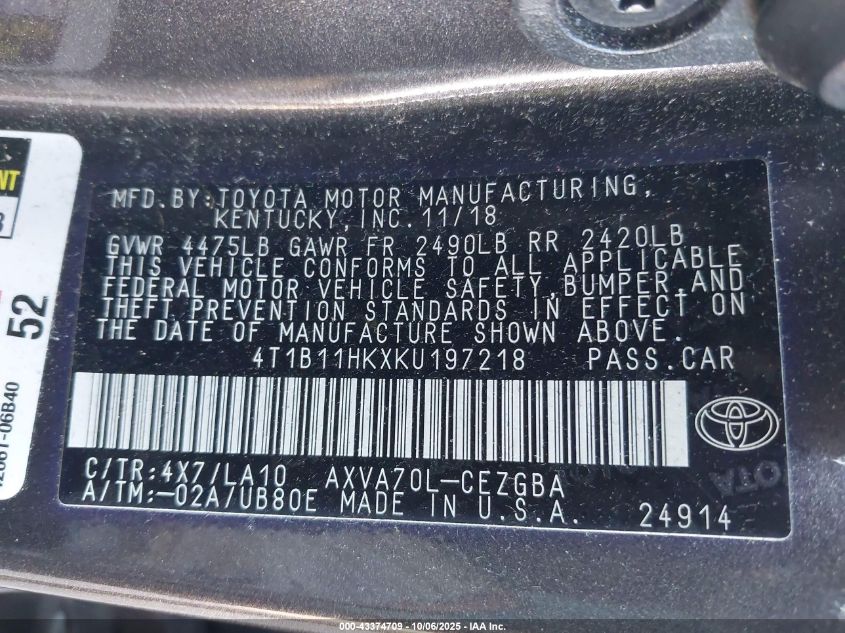 MFD. BY: TOYOTA MOTOR MANUFACTURING,
KENTUCKY, INC. 11/18
GVWR 4475LB GAWR FR 2490LB RR 2420LB
THIS VEHICLE CONFORMS TO ALL APPLICABLE
FEDERAL MOTOR VEHICLE SAFETY, BUMPER, AND
THEFT PREVENTION STANDARDS IN EFFECT ON
THE DATE OF MANUFACTURE SHOWN ABOVE.
4T1B11HKXKU197218 PASS. CAR
C/TR: 4X7/LA10 AXVA70L-CEZGBA
A/TM: -02A/UB80E MADE IN U.S.A. 24914
52
06B40
OTA
000-43374709 - 10/06/2025 - IAA Inc.